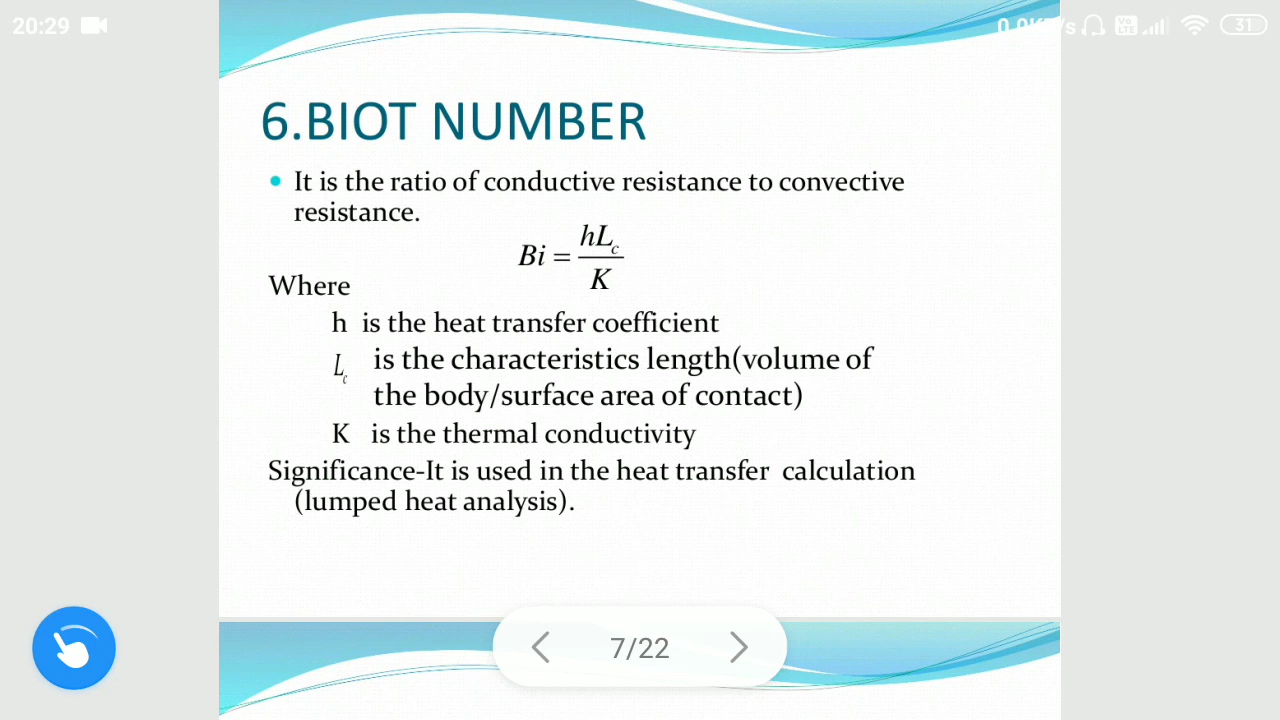 20:29
31
6.BIOT NUMBER
It is the ratio of conductive resistance to convective
resistance.
Bi = hL_c / K
Where
h is the heat transfer coefficient
L_c is the characteristics length(volume of
the body/surface area of contact)
K is the thermal conductivity
Significance-It is used in the heat transfer calculation
(lumped heat analysis).
7/22